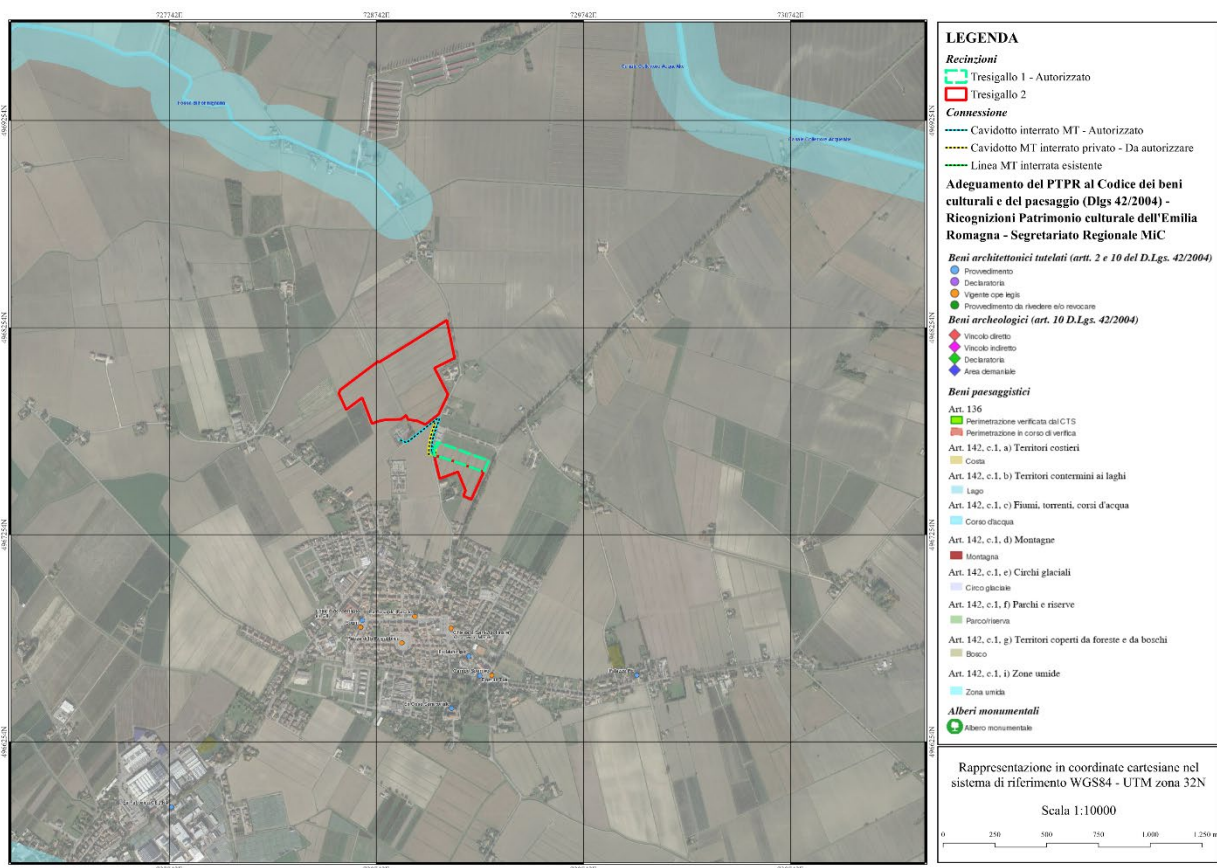 727742E 728742E 729742E 730742E
4969254N
4968254N
4967254N
4966254N
LEGENDA
Recinzioni
Tresigallo 1 - Autorizzato
Tresigallo 2
Connessione
Cavidotto interrato MT - Autorizzato
Cavidotto MT interrato privato - Da autorizzare
Linea MT interrata esistente
Adeguamento del PTPR al Codice dei beni
culturali e del paesaggio (Dlgs 42/2004) -
Ricognizioni Patrimonio culturale dell'Emilia
Romagna - Segretariato Regionale MiC
Beni architettonici tutelati (artt. 2 e 10 del D.Lgs. 42/2004)
Provvedimento
Declaratoria
Vigente ope legis
Provvedimento da rivedere e/o revocare
Beni archeologici (art. 10 D.Lgs. 42/2004)
Vincolo diretto
Vincolo indiretto
Declaratoria
Area demaniale
Beni paesaggistici
Art. 136
Perimetrazione verificata dal CTS
Perimetrazione in corso di verifica
Art. 142, c.1, a) Territori costieri
Costa
Art. 142, c.1, b) Territori contermini ai laghi
Lago
Art. 142, c.1, c) Fiumi, torrenti, corsi d'acqua
Corso d'acqua
Art. 142, c.1, d) Montagne
Montagna
Art. 142, c.1, e) Circhi glaciali
Circo glaciale
Art. 142, c.1, f) Parchi e riserve
Parco/riserva
Art. 142, c.1, g) Territori coperti da foreste e da boschi
Bosco
Art. 142, c.1, i) Zone umide
Zona umida
Alberi monumentali
Albero monumentale
Rappresentazione in coordinate cartesiane nel
sistema di riferimento WGS84 - UTM zona 32N
Scala 1:10000
0 250 500 750 1.000 1.250 m